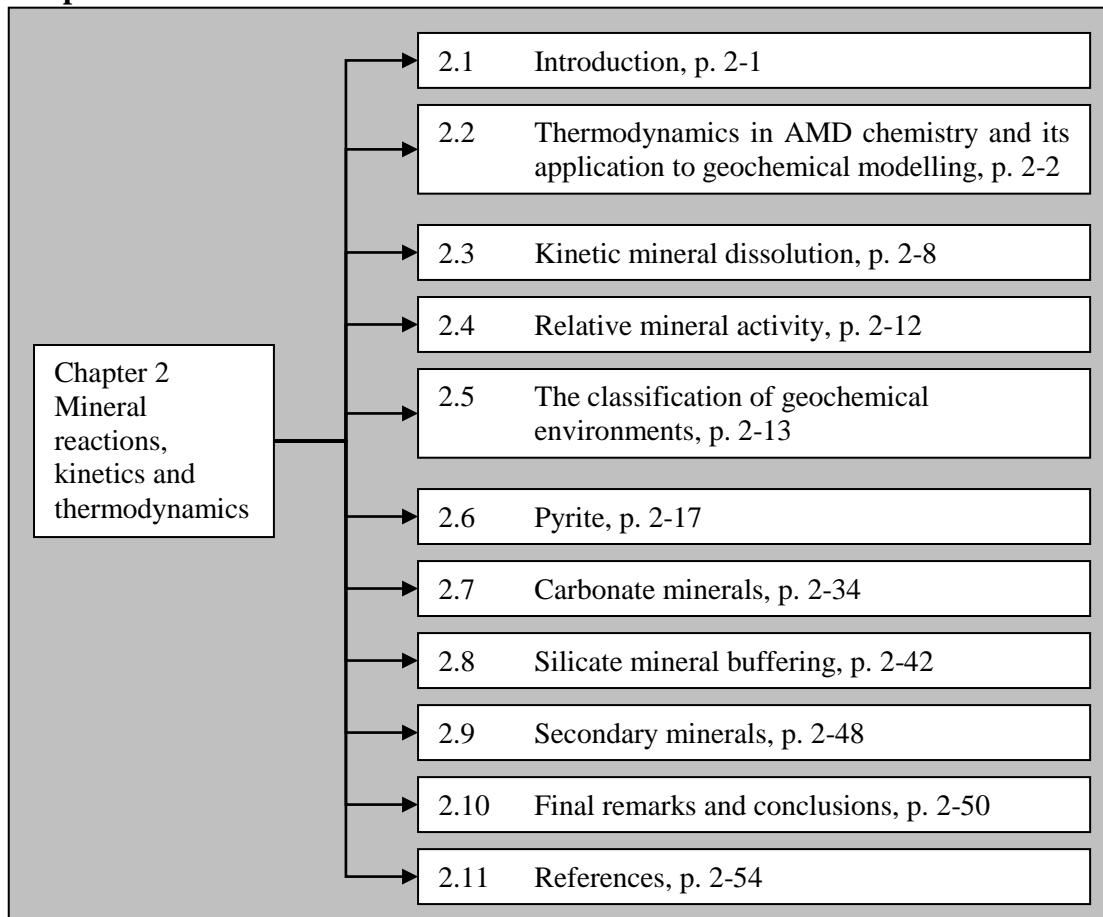 2.1 Introduction, p. 2-1
2.2 Thermodynamics in AMD chemistry and its
application to geochemical modelling, p. 2-2
2.3 Kinetic mineral dissolution, p. 2-8
2.4 Relative mineral activity, p. 2-12
Chapter 2
Mineral
reactions,
kinetics and
thermodynamics
2.5 The classification of geochemical
environments, p. 2-13
2.6 Pyrite, p. 2-17
2.7 Carbonate minerals, p. 2-34
2.8 Silicate mineral buffering, p. 2-42
2.9 Secondary minerals, p. 2-48
2.10 Final remarks and conclusions, p. 2-50
2.11 References, p. 2-54